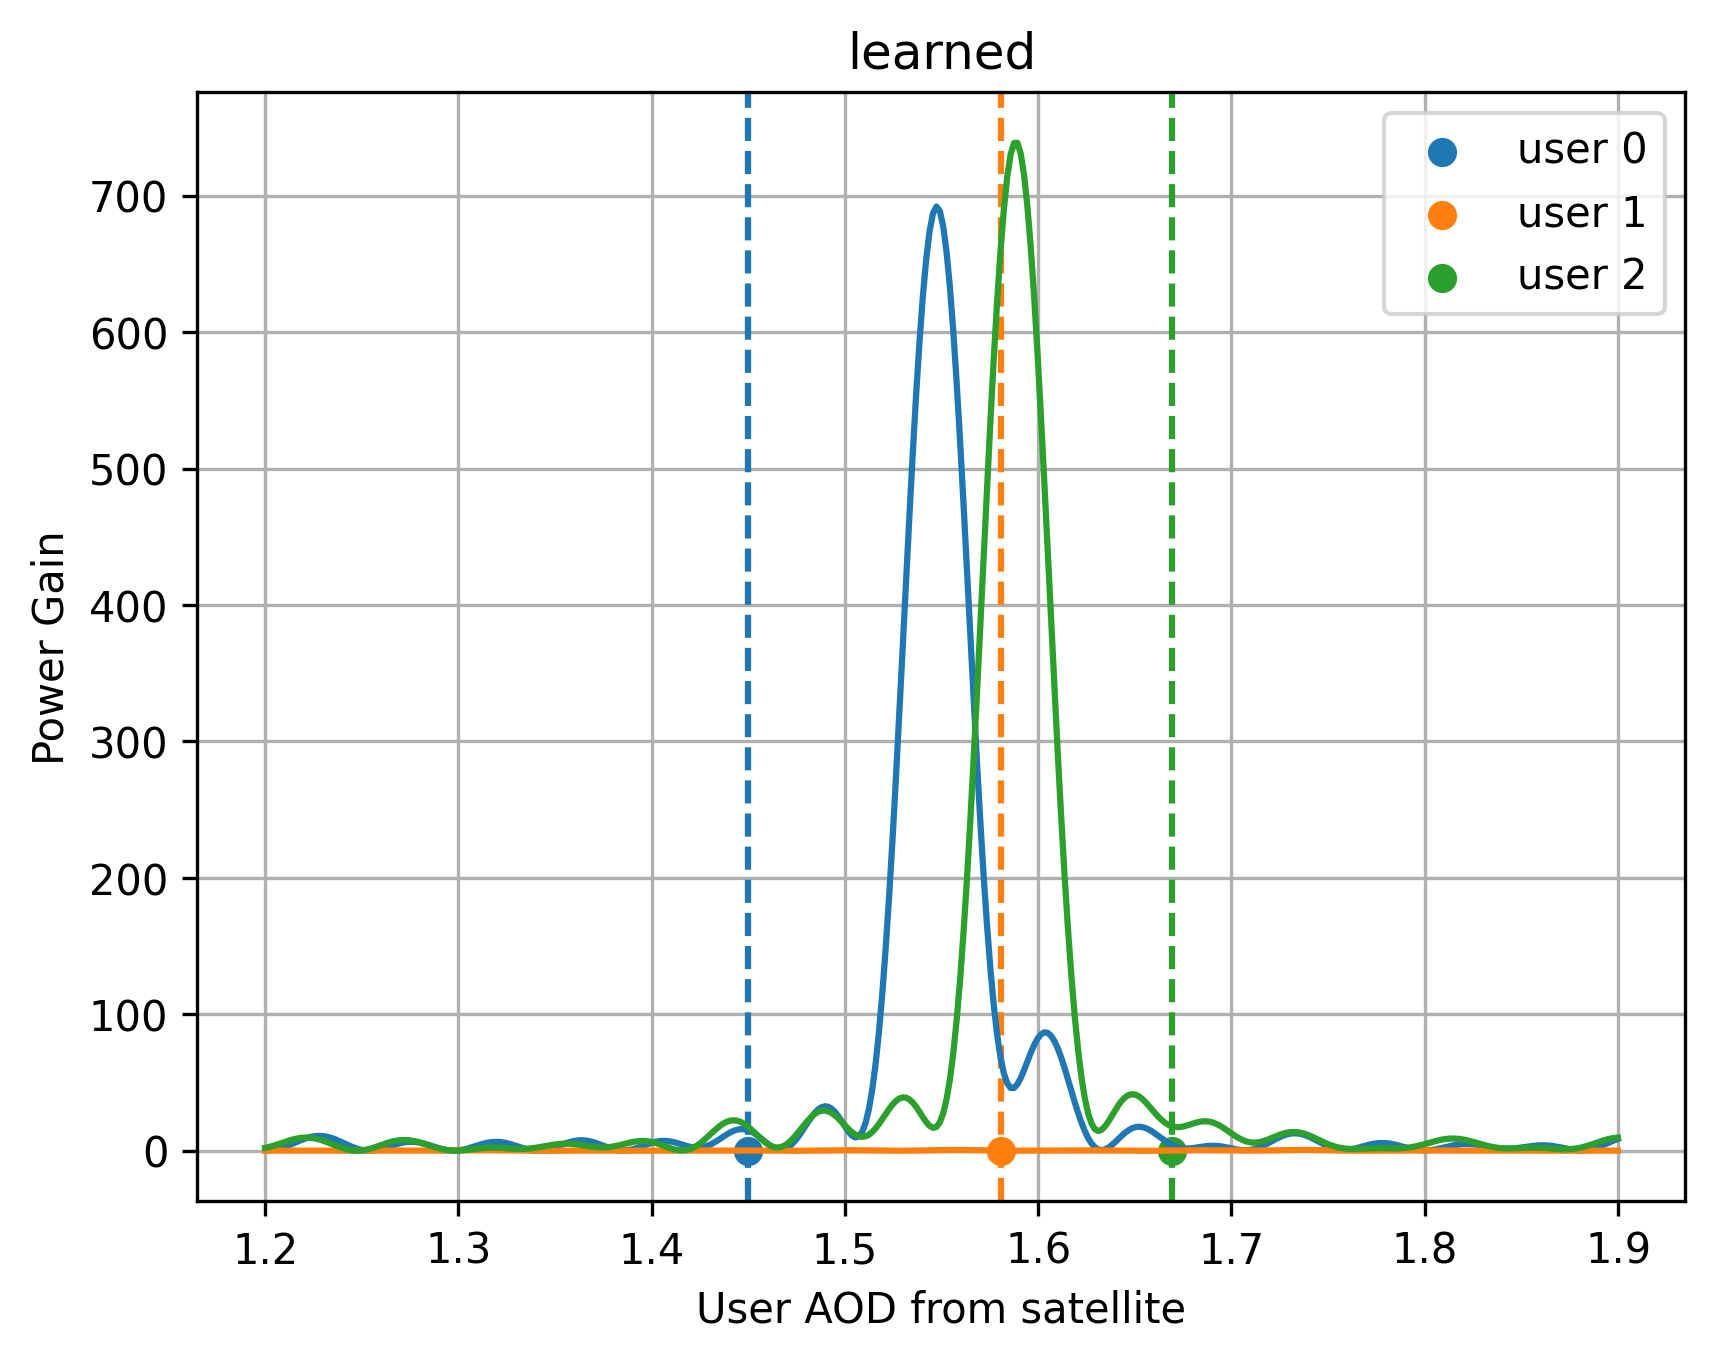 learned
user 0
user 1
user 2
Power Gain
700
600
500
400
300
200
100
0
1.2 1.3 1.4 1.5 1.6 1.7 1.8 1.9
User AOD from satellite